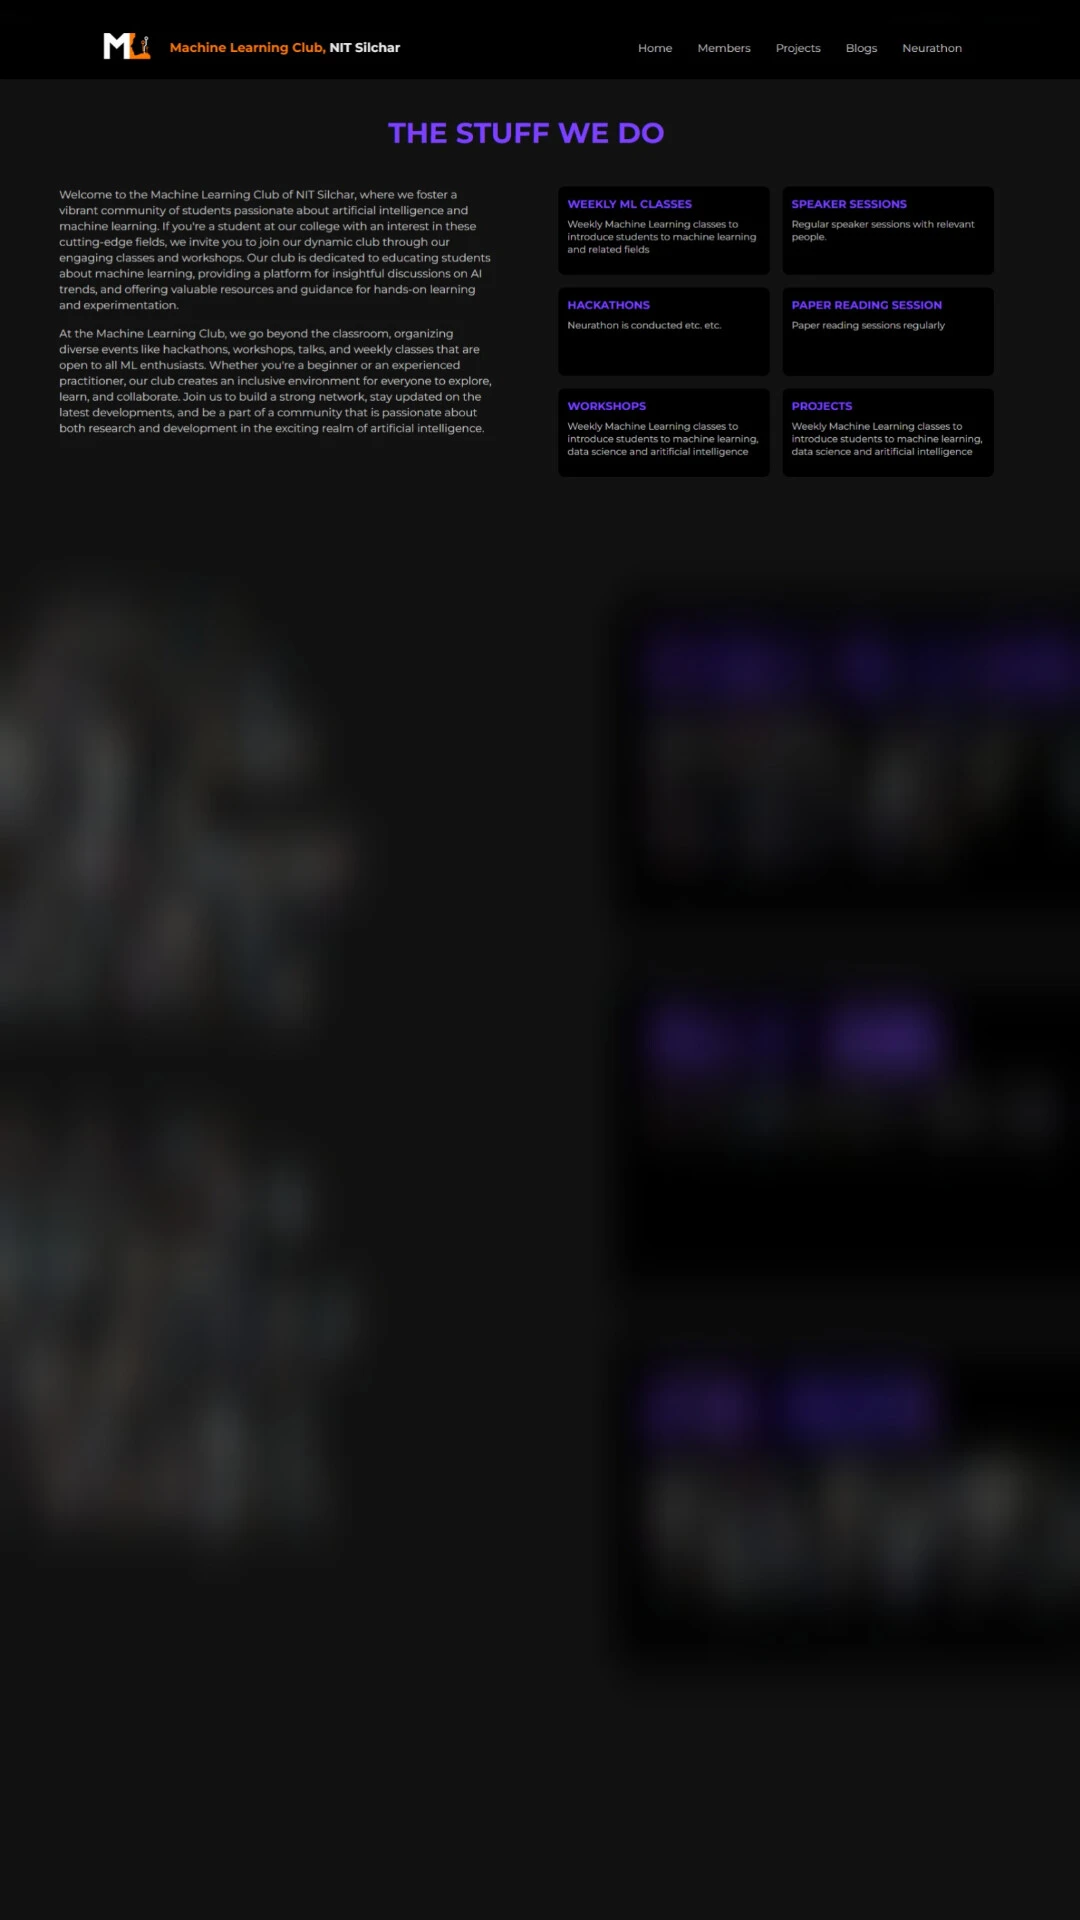 ML
Machine Learning Club, NIT Silchar
Home
Members
Projects
Blogs
Neurathon
THE STUFF WE DO
Welcome to the Machine Learning Club of NIT Silchar, where we foster a
vibrant community of students passionate about artificial intelligence and
machine learning. If you're a student at our college with an interest in these
cutting-edge fields, we invite you to join our dynamic club through our
engaging classes and workshops. Our club is dedicated to educating students
about machine learning, providing a platform for insightful discussions on AI
trends, and offering valuable resources and guidance for hands-on learning
and experimentation.
At the Machine Learning Club, we go beyond the classroom, organizing
diverse events like hackathons, workshops, talks, and weekly classes that are
open to all ML enthusiasts. Whether you're a beginner or an experienced
practitioner, our club creates an inclusive environment for everyone to explore,
learn, and collaborate. Join us to build a strong network, stay updated on the
latest developments, and be a part of a community that is passionate about
both research and development in the exciting realm of artificial intelligence.
WEEKLY ML CLASSES
Weekly Machine Learning classes to
introduce students to machine learning
and related fields
SPEAKER SESSIONS
Regular speaker sessions with relevant
people.
HACKATHONS
Neurathon is conducted etc. etc.
PAPER READING SESSION
Paper reading sessions regularly
WORKSHOPS
Weekly Machine Learning classes to
introduce students to machine learning,
data science and aritificial intelligence
PROJECTS
Weekly Machine Learning classes to
introduce students to machine learning,
data science and aritificial intelligence